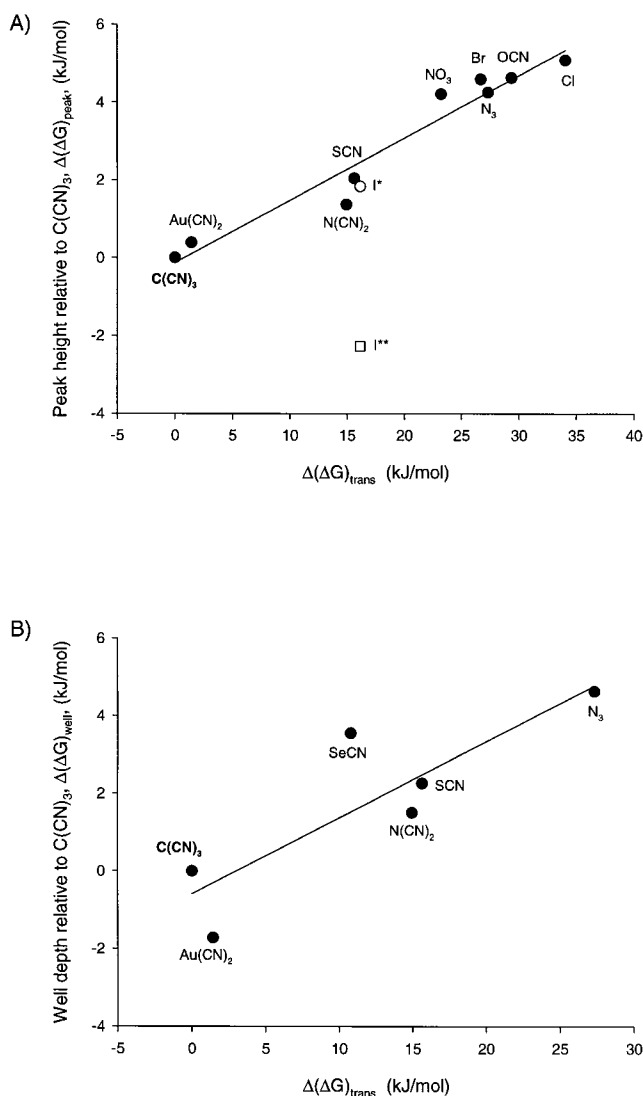 A)
Peak height relative to C(CN)₃, Δ(ΔG)peak, (kJ/mol)
6
4
2
0
-2
-4
Br
OCN
NO₃
Cl
N₃
SCN
I*
N(CN)₂
Au(CN)₂
C(CN)₃
I**
-5
0
5
10
15
20
25
30
35
40
Δ(ΔG)trans (kJ/mol)
B)
Well depth relative to C(CN)₃, Δ(ΔG)well, (kJ/mol)
6
4
2
0
-2
-4
N₃
SeCN
SCN
N(CN)₂
C(CN)₃
Au(CN)₂
-5
0
5
10
15
20
25
30
Δ(ΔG)trans (kJ/mol)